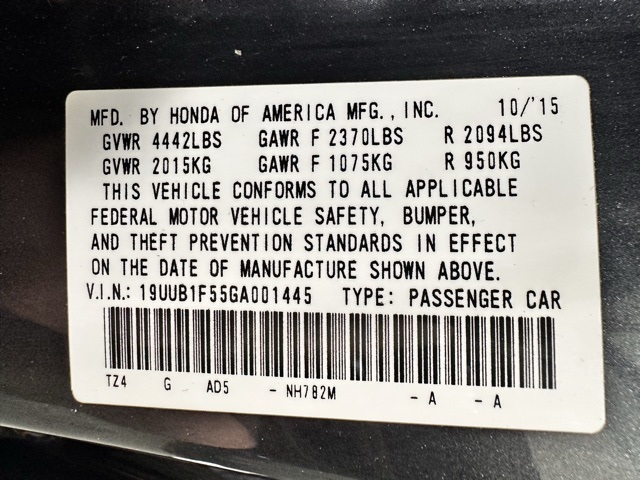 MFD. BY HONDA OF AMERICA MFG., INC. 10/'15
GVWR 4442LBS GAWR F 2370LBS R 2094LBS
GVWR 2015KG GAWR F 1075KG R 950KG
THIS VEHICLE CONFORMS TO ALL APPLICABLE
FEDERAL MOTOR VEHICLE SAFETY, BUMPER,
AND THEFT PREVENTION STANDARDS IN EFFECT
ON THE DATE OF MANUFACTURE SHOWN ABOVE.
V.I.N.: 19UUB1F55GA001445 TYPE: PASSENGER CAR
TZ4 G AD5 - NH782M - A - A